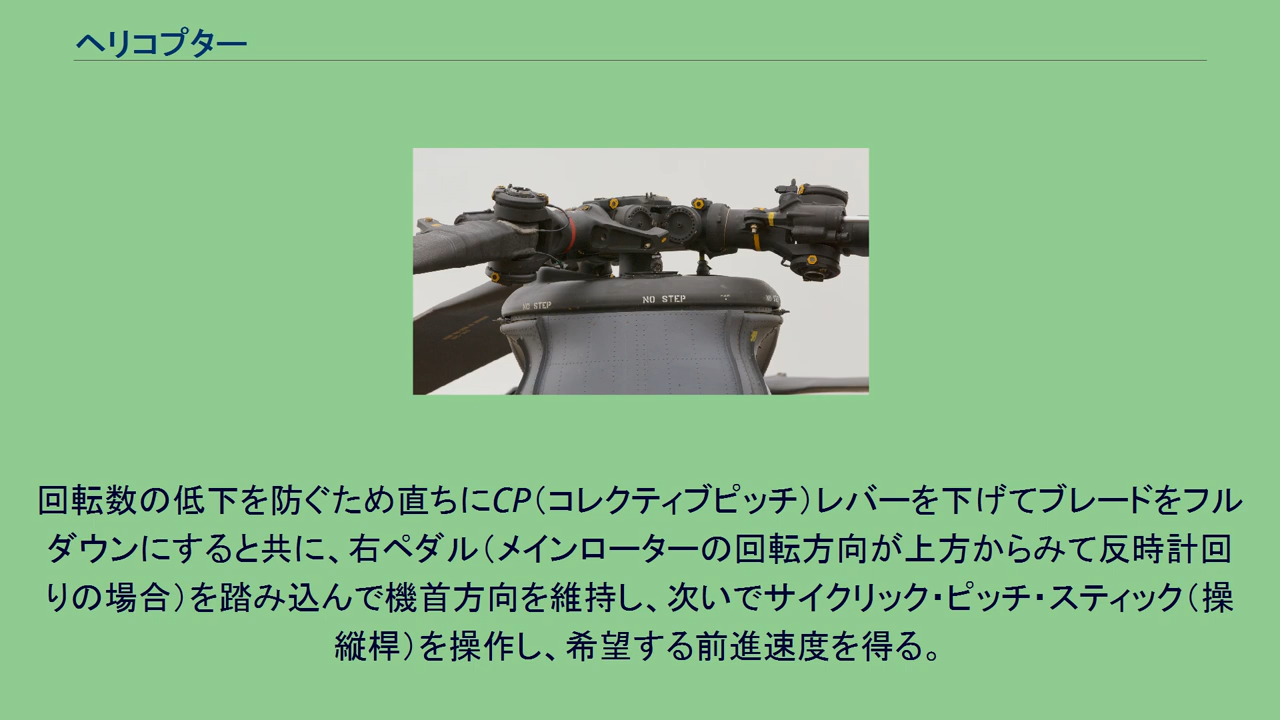 ヘリコプター
NO STEP
NO STEP
回転数の低下を防ぐため直ちにCP(コレクティブピッチ)レバーを下げてブレードをフル
ダウンにすると共に、右ペダル(メインローターの回転方向が上方からみて反時計回
りの場合)を踏み込んで機首方向を維持し、次いでサイクリック・ピッチ・スティック(操
縦桿)を操作し、希望する前進速度を得る。